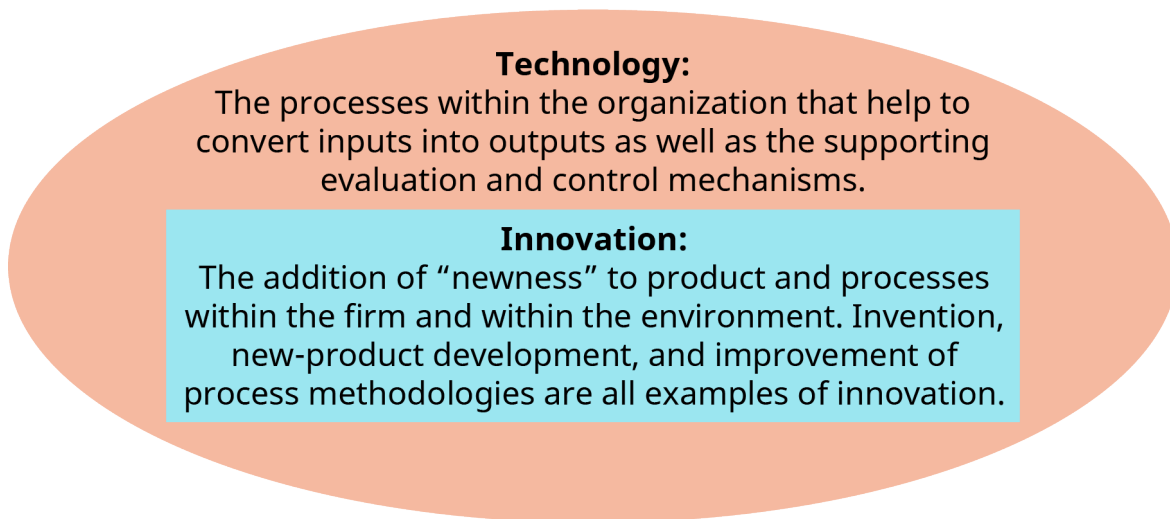 Technology:
The processes within the organization that help to
convert inputs into outputs as well as the supporting
evaluation and control mechanisms.
Innovation:
The addition of “newness” to product and processes
within the firm and within the environment. Invention,
new-product development, and improvement of
process methodologies are all examples of innovation.